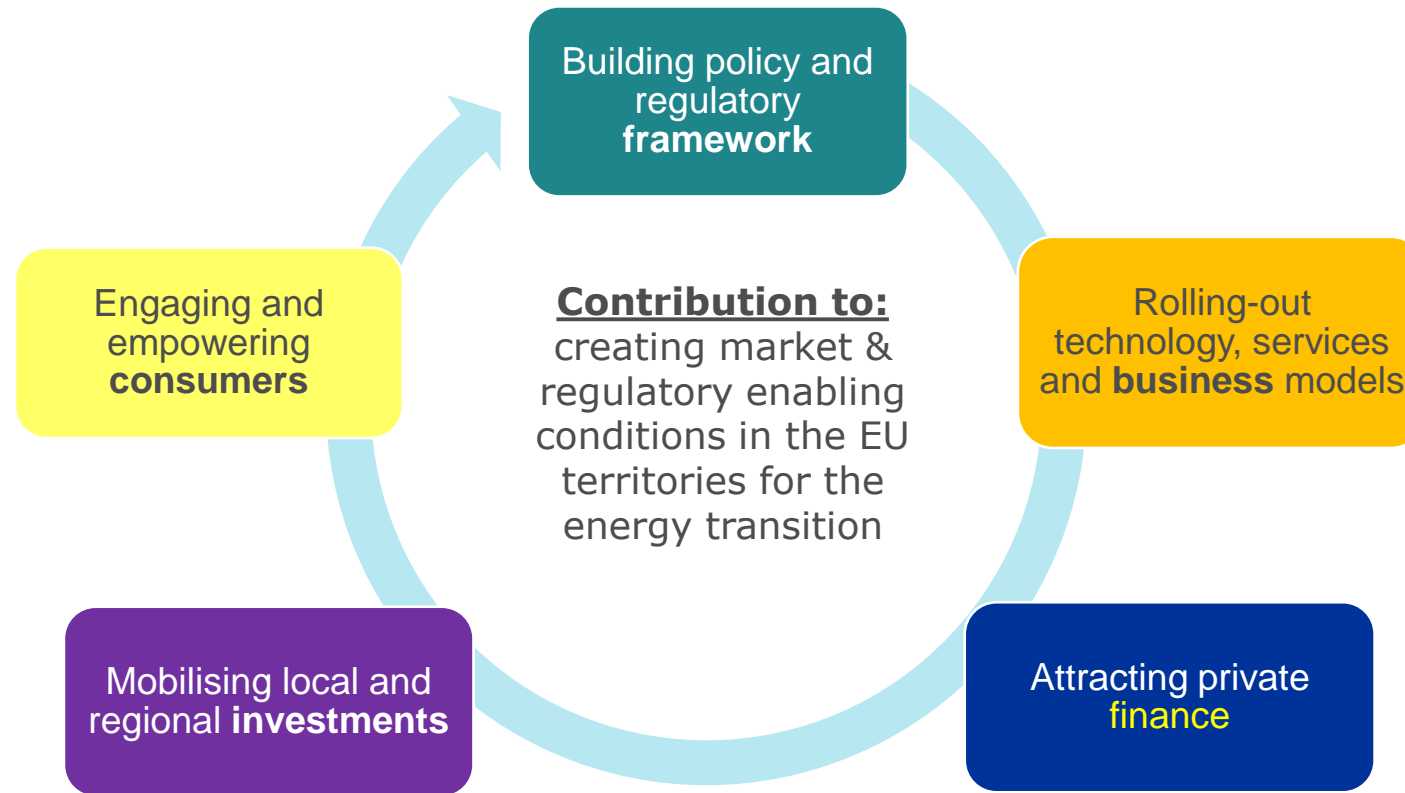 Building policy and
regulatory
framework
Engaging and
empowering
consumers
Contribution to:
creating market &
regulatory enabling
conditions in the EU
territories for the
energy transition
Rolling-out
technology, services
and business models
Mobilising local and
regional investments
Attracting private
finance